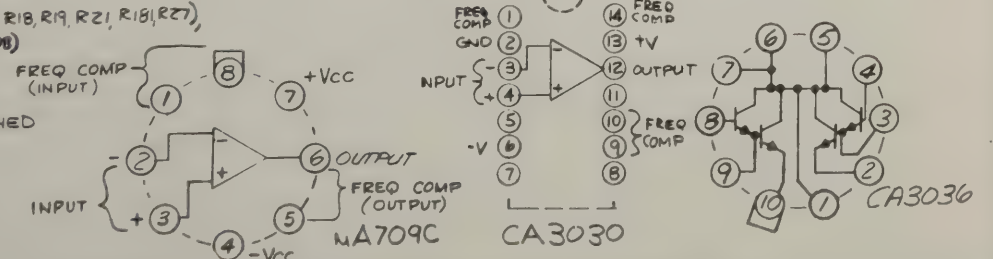 R18, R19, R21, R181, R27),
FREQ COMP
(INPUT)
HED
1
8
7
+VCC
-
2
-
+
6
OUTPUT
INPUT
+
3
4
-VCC
5
FREQ COMP
(OUTPUT)
µA709C
FREQ
COMP
1
GND
2
NPUT
-
3
+
4
5
-V
6
7
-
+
14
FREQ
COMP
13
+V
12
OUTPUT
11
10
9
FREQ
COMP
8
CA3030
6
5
7
4
8
3
9
2
10
1
CA3036